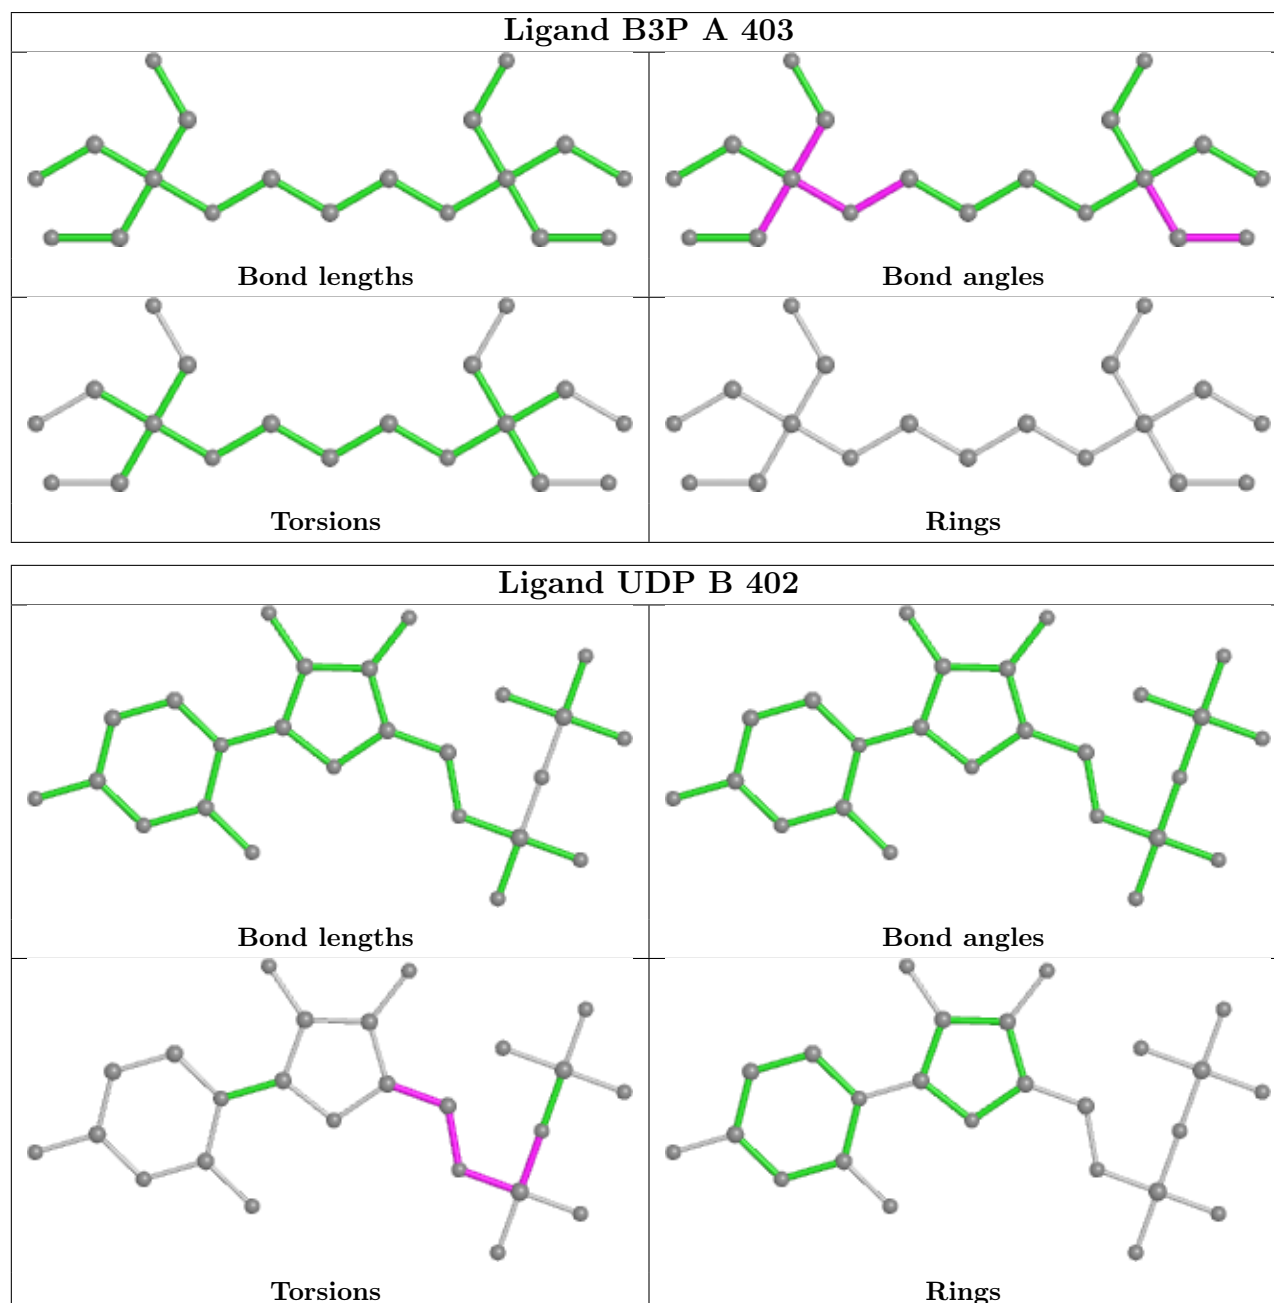 Ligand B3P A 403
Bond lengths
Bond angles
Torsions
Rings
Ligand UDP B 402
Bond lengths
Bond angles
Torsions
Rings